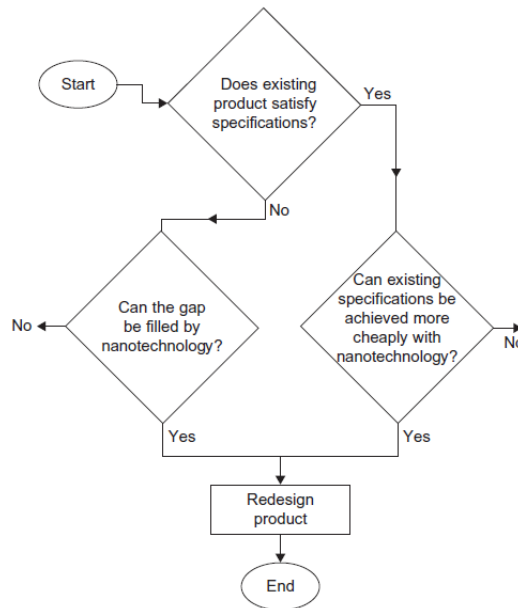 Start
Does existing
product satisfy
specifications?
Yes
No
Can the gap
be filled by
nanotechnology?
No
Can existing
specifications be
achieved more
cheaply with
nanotechnology?
No
Yes
Yes
Redesign
product
End